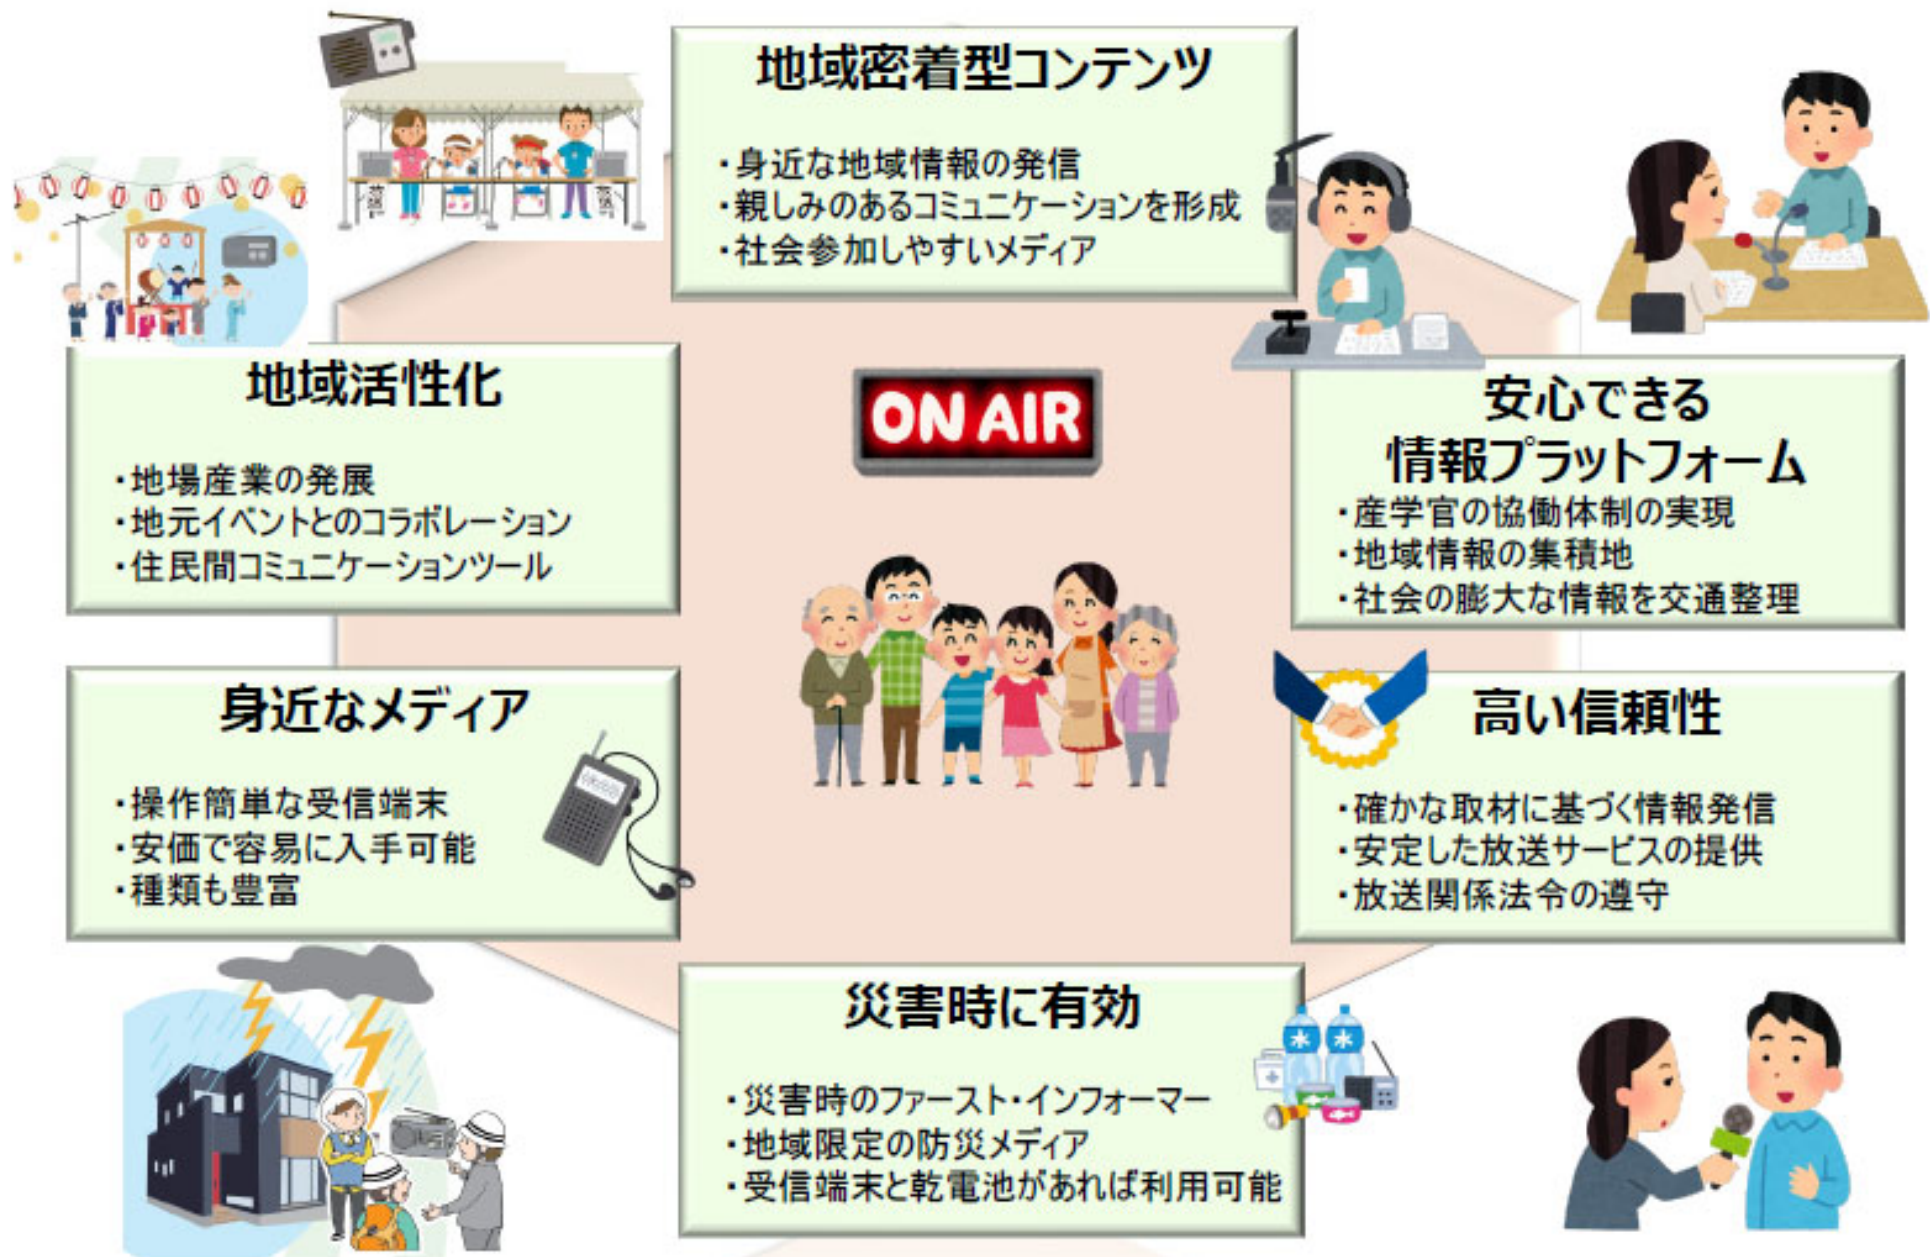 地域密着型コンテンツ
・身近な地域情報の発信
・親しみのあるコミュニケーションを形成
・社会参加しやすいメディア
放送
放送
地域活性化
・地場産業の発展
・地元イベントとのコラボレーション
・住民間コミュニケーションツール
ON AIR
安心できる
情報プラットフォーム
・産学官の協働体制の実現
・地域情報の集積地
・社会の膨大な情報を交通整理
身近なメディア
・操作簡単な受信端末
・安価で容易に入手可能
・種類も豊富
高い信頼性
・確かな取材に基づく情報発信
・安定した放送サービスの提供
・放送関係法令の遵守
災害時に有効
・災害時のファースト・インフォーマー
・地域限定の防災メディア
・受信端末と乾電池があれば利用可能
水 水